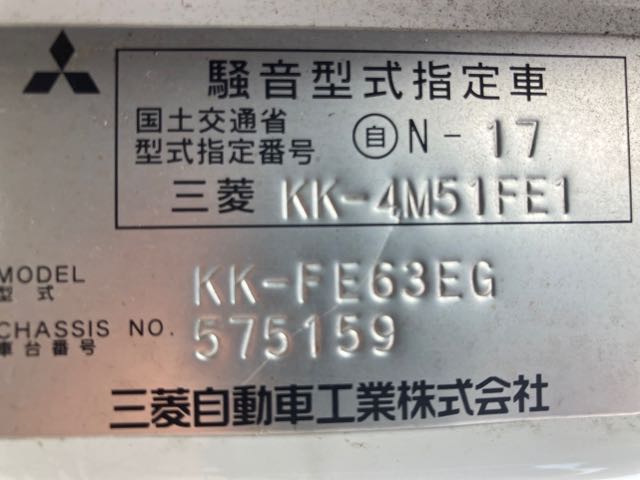 騒音型式指定車
国土交通省
型式指定番号 自 N-17
三菱 KK-4M51FE1
MODEL
型式 KK-FE63EG
CHASSIS NO.
車台番号 575159
三菱自動車工業株式会社